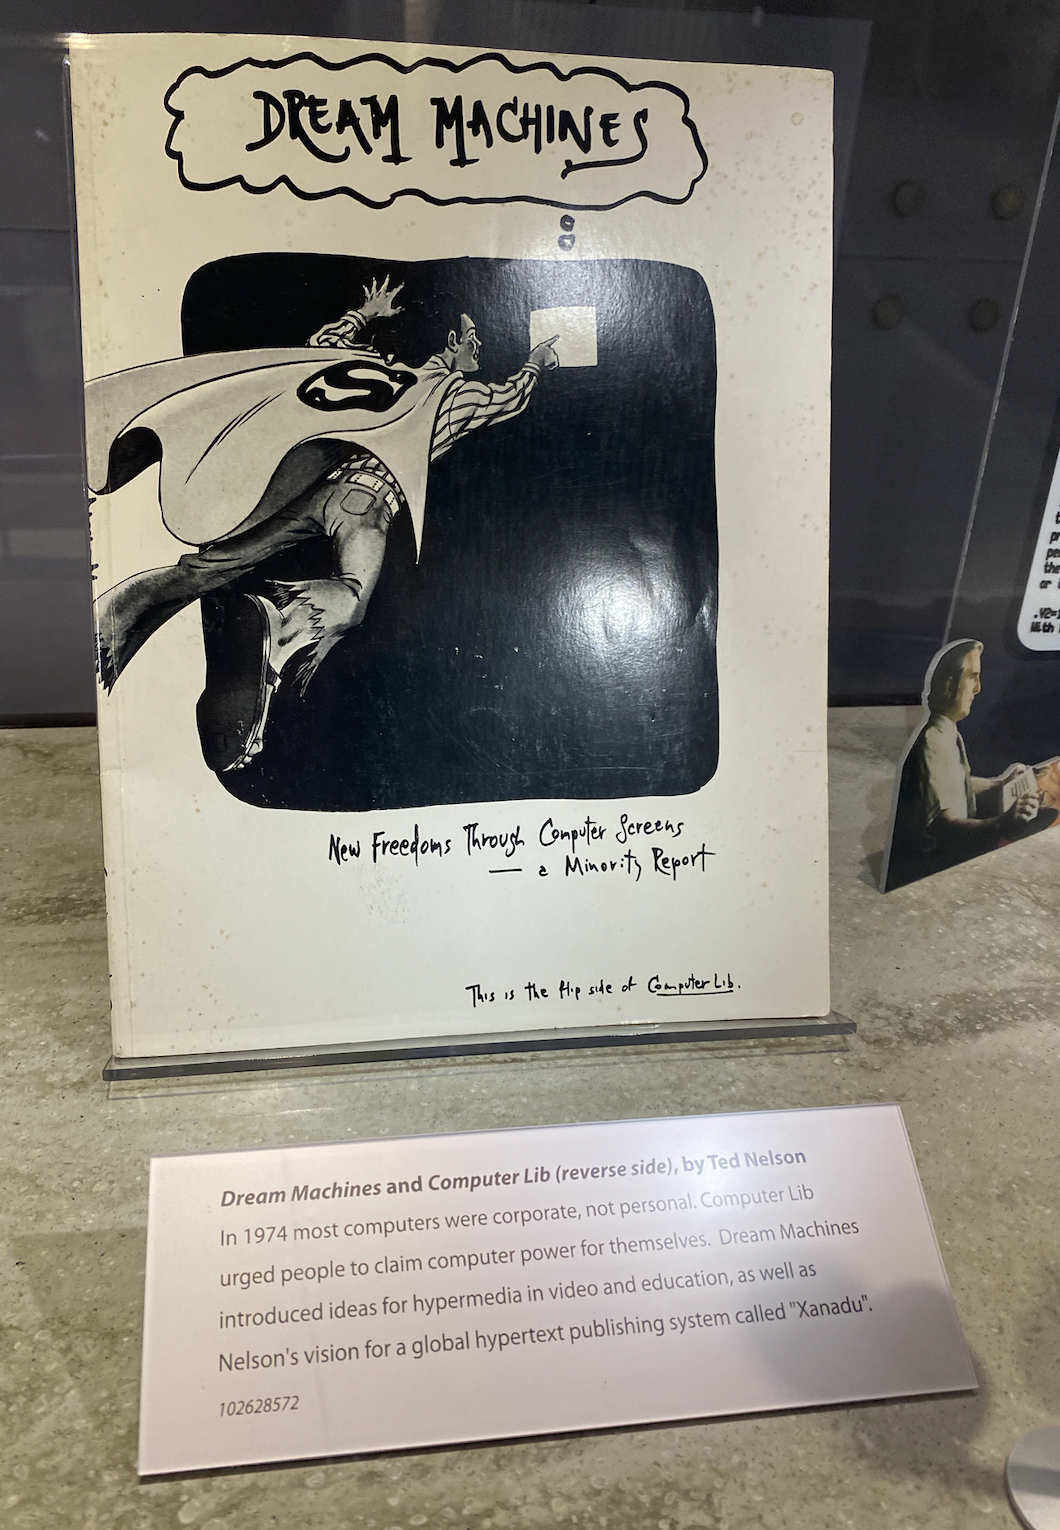 DREAM MACHINES
S
New Freedoms Through Computer Screens
— a Minority Report
This is the flip side of Computer Lib.
or
With
Dream Machines and Computer Lib (reverse side), by Ted Nelson
In 1974 most computers were corporate, not personal. Computer Lib
urged people to claim computer power for themselves. Dream Machines
introduced ideas for hypermedia in video and education, as well as
Nelson's vision for a global hypertext publishing system called "Xanadu".
102628572